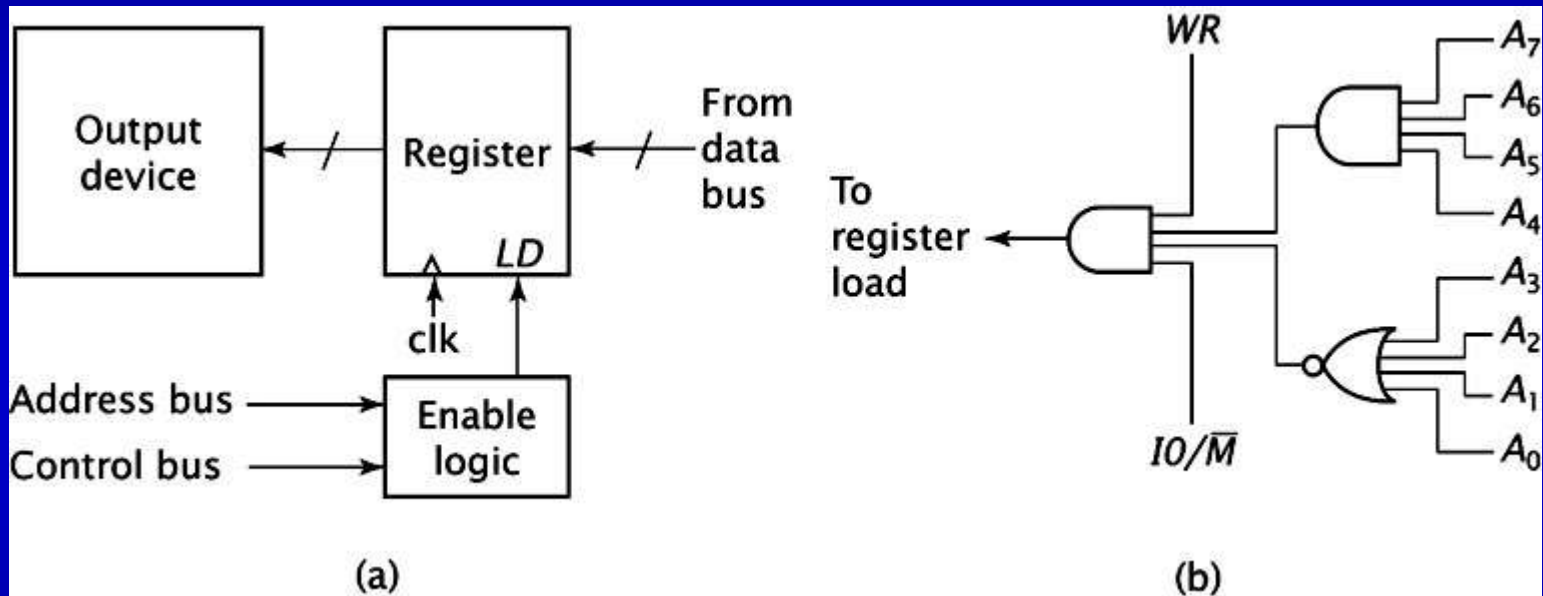 Output
device
Register
LD
clk
From
data
bus
Address bus
Control bus
Enable
logic
(a)
WR
To
register
load
IO/M̅
A₇
A₆
A₅
A₄
A₃
A₂
A₁
A₀
(b)